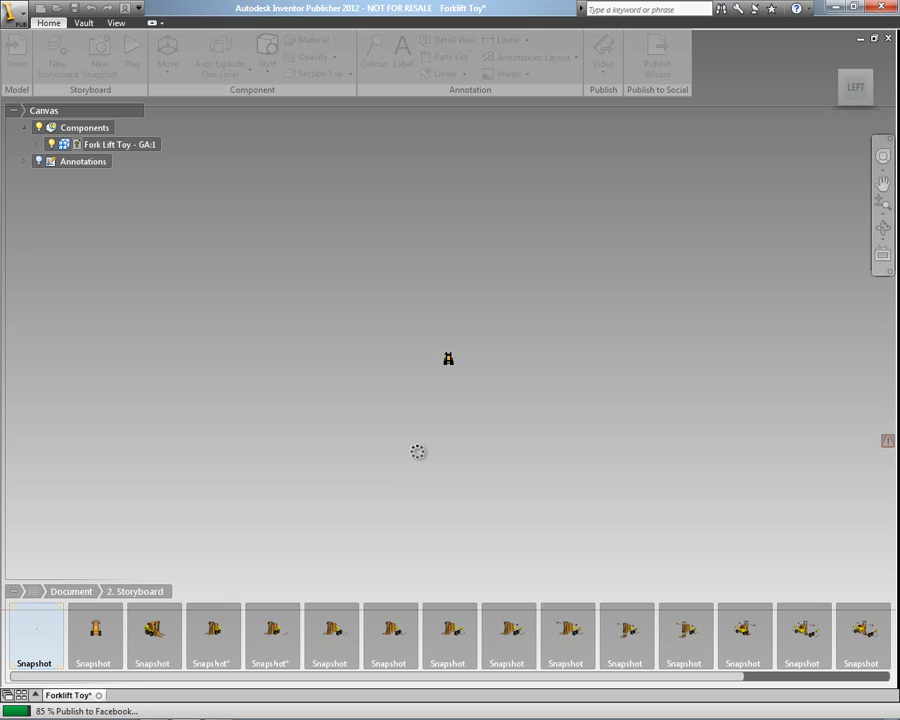 Autodesk Inventor Publisher 2012 - NOT FOR RESALE Forklift Toy*
Type a keyword or phrase
PUB
Home Vault View
Insert
New Storyboard
New Snapshot
Play
Move
Auto Explode One Level
Style
Material
Opacity
Section Top
Callout
Label
Detail View
Parts List
Linear
Linear
Annotations Layout
Image
Video
Publish Wizard
Model Storyboard Component Annotation Publish Publish to Social
LEFT
Canvas
Components
Fork Lift Toy - GA:1
Annotations
Document 2. Storyboard
Snapshot Snapshot Snapshot Snapshot* Snapshot* Snapshot Snapshot Snapshot Snapshot Snapshot Snapshot Snapshot Snapshot Snapshot Snapshot
Forklift Toy*
85 % Publish to Facebook...